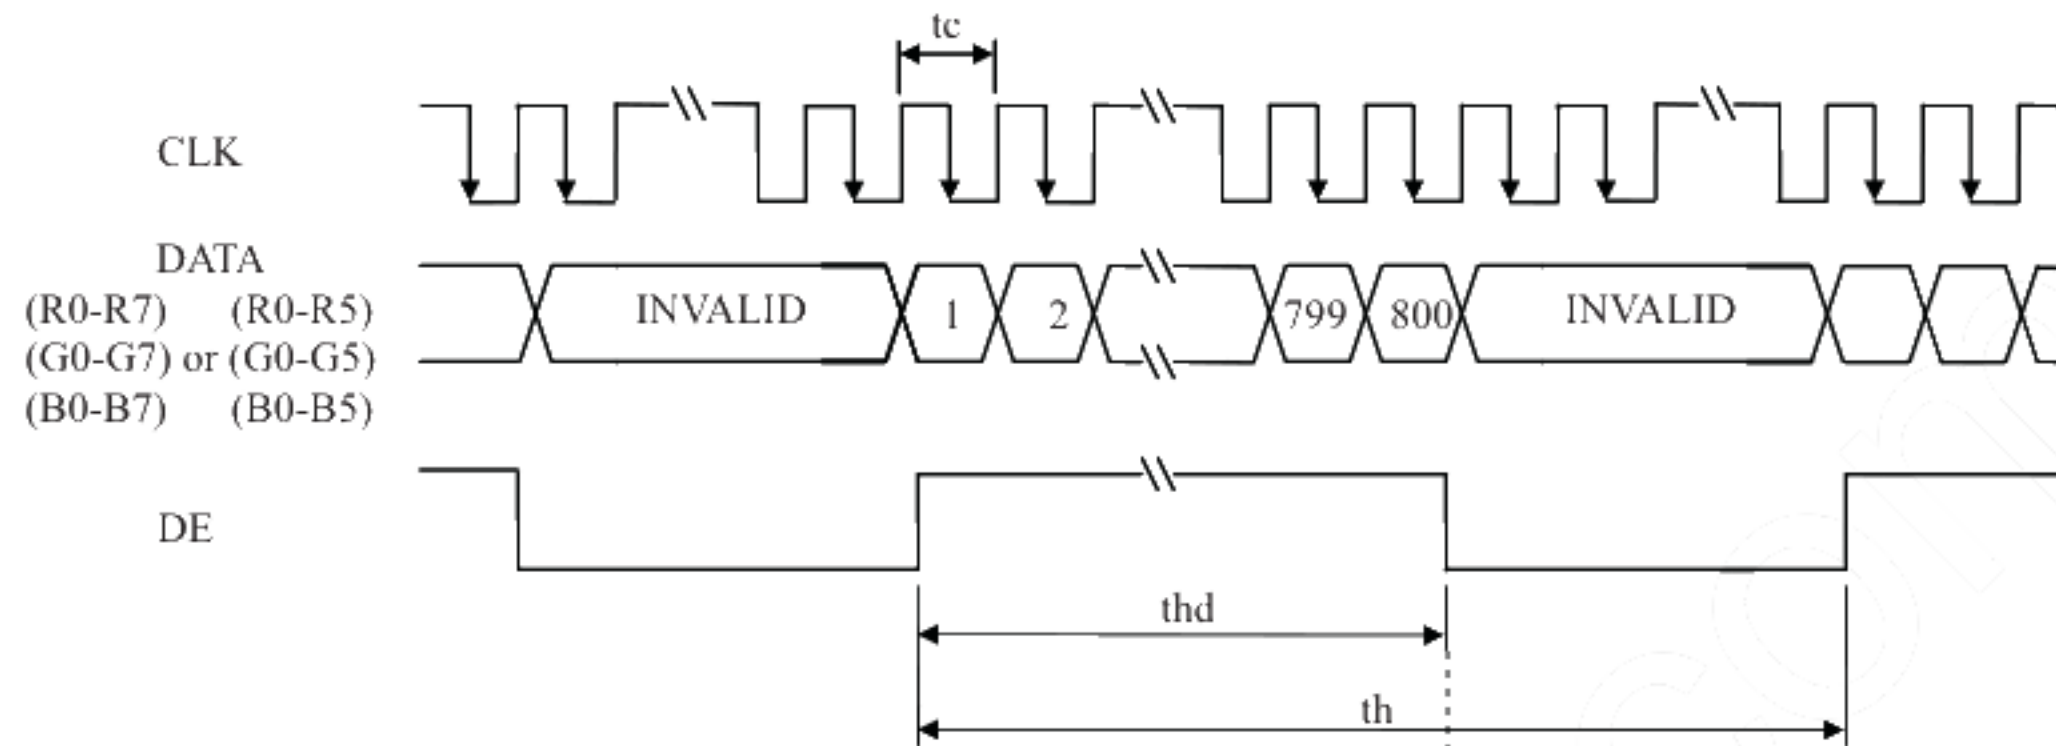 tc
CLK
DATA
(R0-R7) (R0-R5)
(G0-G7) or (G0-G5)
(B0-B7) (B0-B5)
INVALID 1 2 799 800 INVALID
DE
thd
th